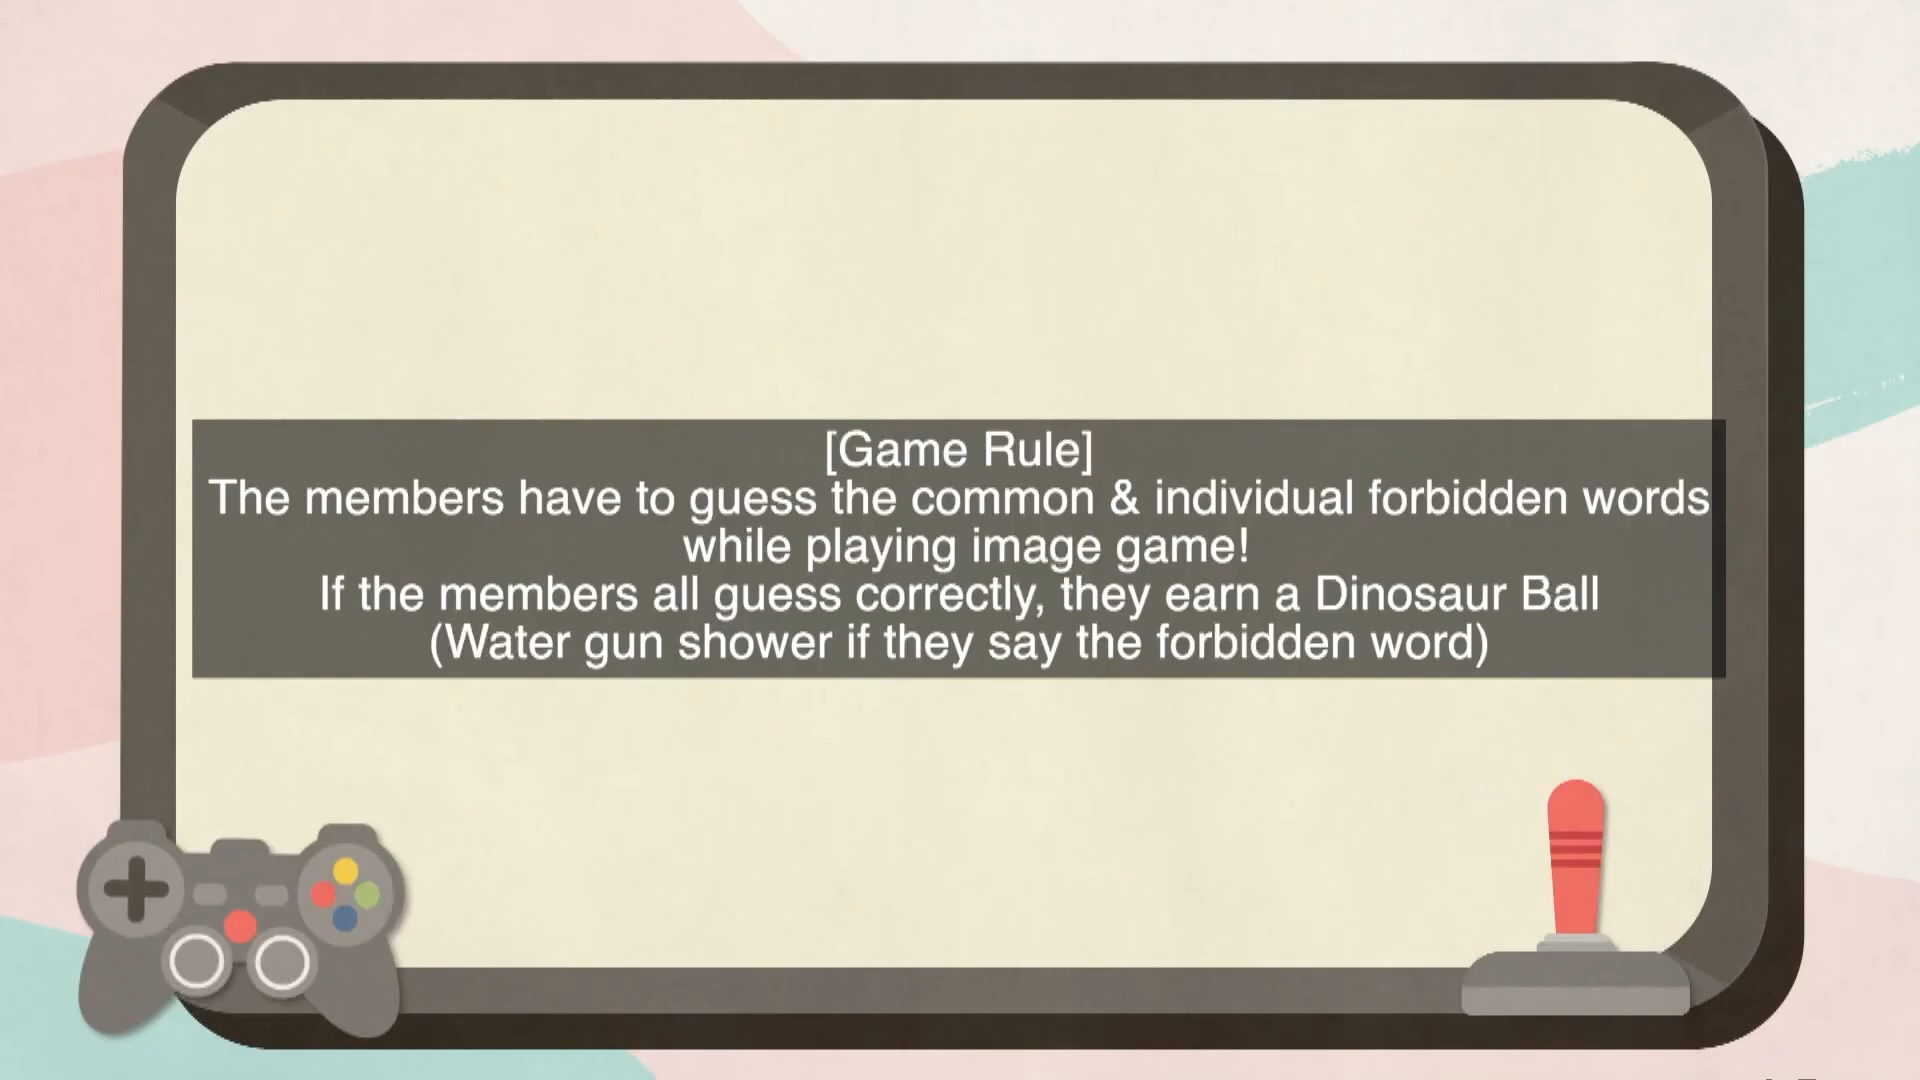 [Game Rule]
The members have to guess the common & individual forbidden words
while playing image game!
If the members all guess correctly, they earn a Dinosaur Ball
(Water gun shower if they say the forbidden word)